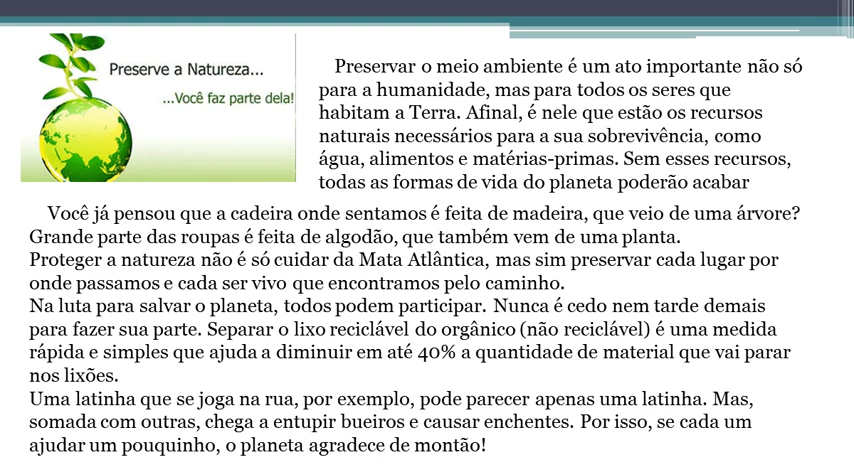 Preserve a Natureza...
...Você faz parte dela!
Preservar o meio ambiente é um ato importante não só
para a humanidade, mas para todos os seres que
habitam a Terra. Afinal, é nele que estão os recursos
naturais necessários para a sua sobrevivência, como
água, alimentos e matérias-primas. Sem esses recursos,
todas as formas de vida do planeta poderão acabar
Você já pensou que a cadeira onde sentamos é feita de madeira, que veio de uma árvore?
Grande parte das roupas é feita de algodão, que também vem de uma planta.
Proteger a natureza não é só cuidar da Mata Atlântica, mas sim preservar cada lugar por
onde passamos e cada ser vivo que encontramos pelo caminho.
Na luta para salvar o planeta, todos podem participar. Nunca é cedo nem tarde demais
para fazer sua parte. Separar o lixo reciclável do orgânico (não reciclável) é uma medida
rápida e simples que ajuda a diminuir em até 40% a quantidade de material que vai parar
nos lixões.
Uma latinha que se joga na rua, por exemplo, pode parecer apenas uma latinha. Mas,
somada com outras, chega a entupir bueiros e causar enchentes. Por isso, se cada um
ajudar um pouquinho, o planeta agradece de montão!